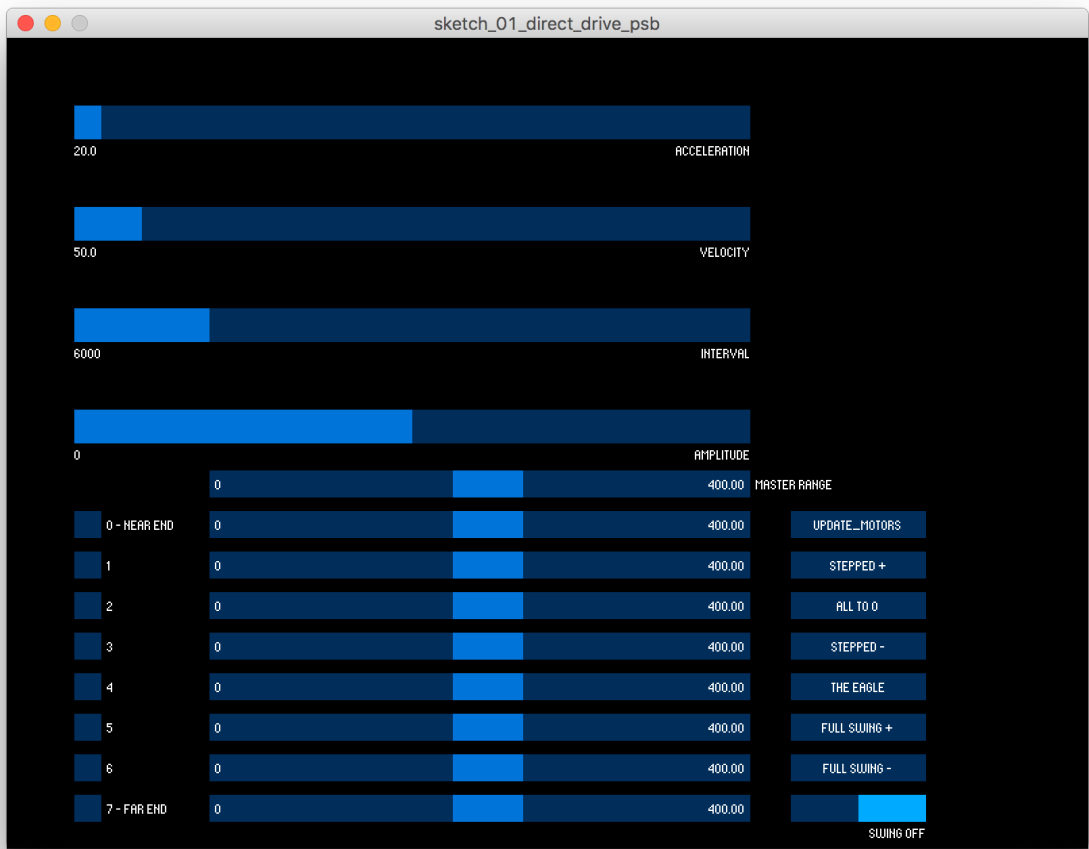 sketch_01_direct_drive_psb
20.0 ACCELERATION
50.0 VELOCITY
6000 INTERVAL
0 AMPLITUDE
0 400.00 MASTER RANGE
0 - NEAR END 0 400.00 UPDATE_MOTORS
1 0 400.00 STEPPED +
2 0 400.00 ALL TO 0
3 0 400.00 STEPPED -
4 0 400.00 THE EAGLE
5 0 400.00 FULL SWING +
6 0 400.00 FULL SWING -
7 - FAR END 0 400.00
SWING OFF